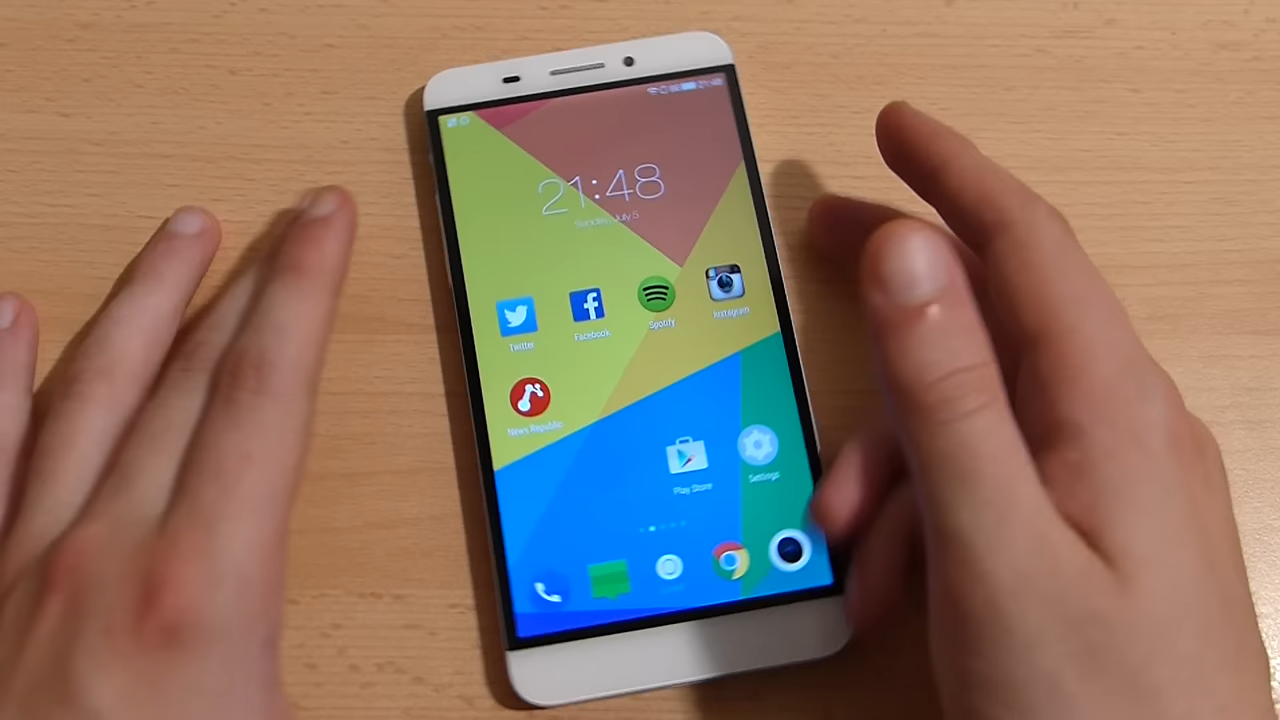 21:48
Sunday, July 5
Twitter
Facebook
Spotify
Instagram
News Republic
Play Store
Settings